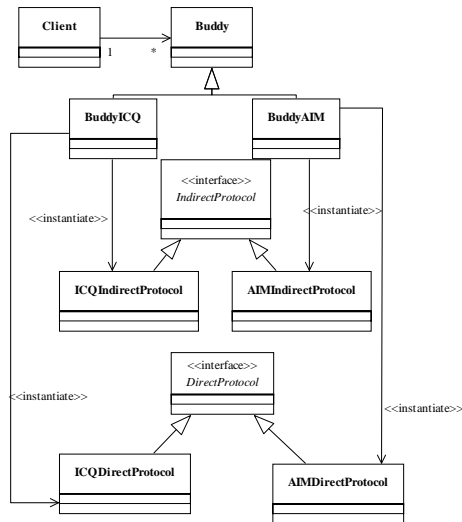 Client
Buddy
1
*
BuddyICQ
BuddyAIM
<<interface>>
IndirectProtocol
<<instantiate>>
<<instantiate>>
ICQIndirectProtocol
AIMIndirectProtocol
<<interface>>
DirectProtocol
<<instantiate>>
<<instantiate>>
ICQDirectProtocol
AIMDirectProtocol